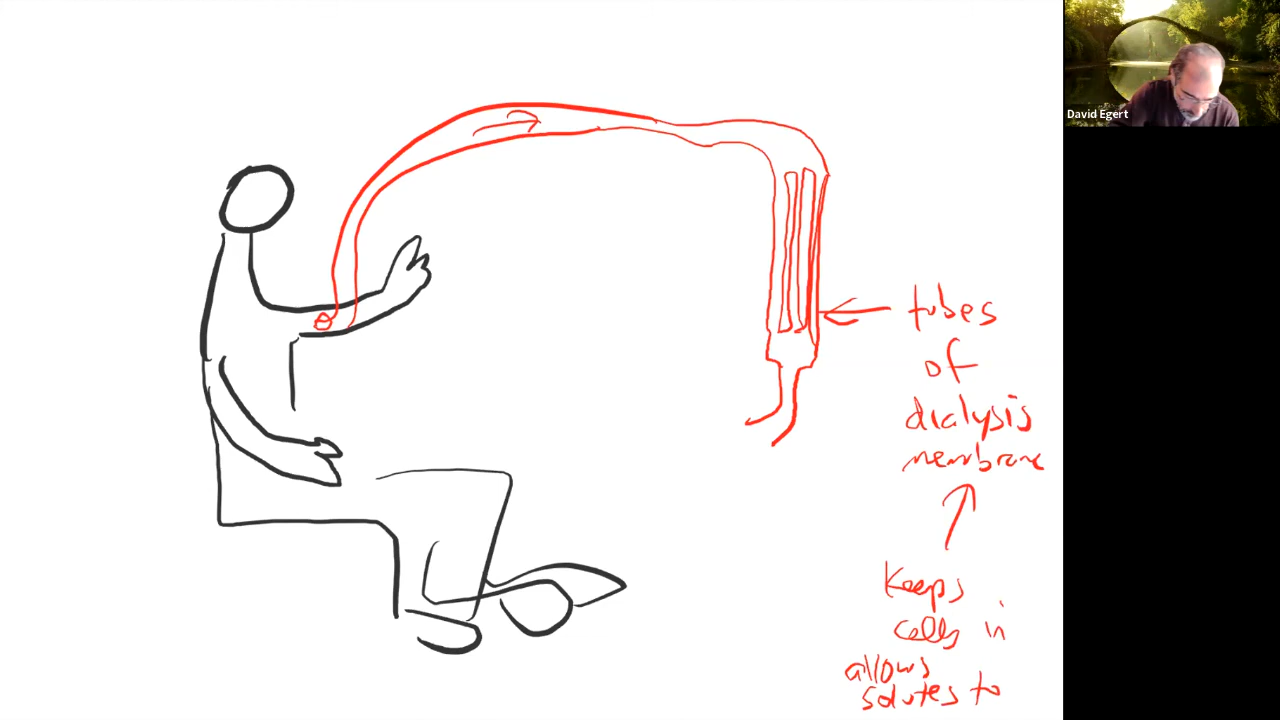 David Egert
tubes
of
dialysis
membrane
Keeps
cells in
allows
solutes to